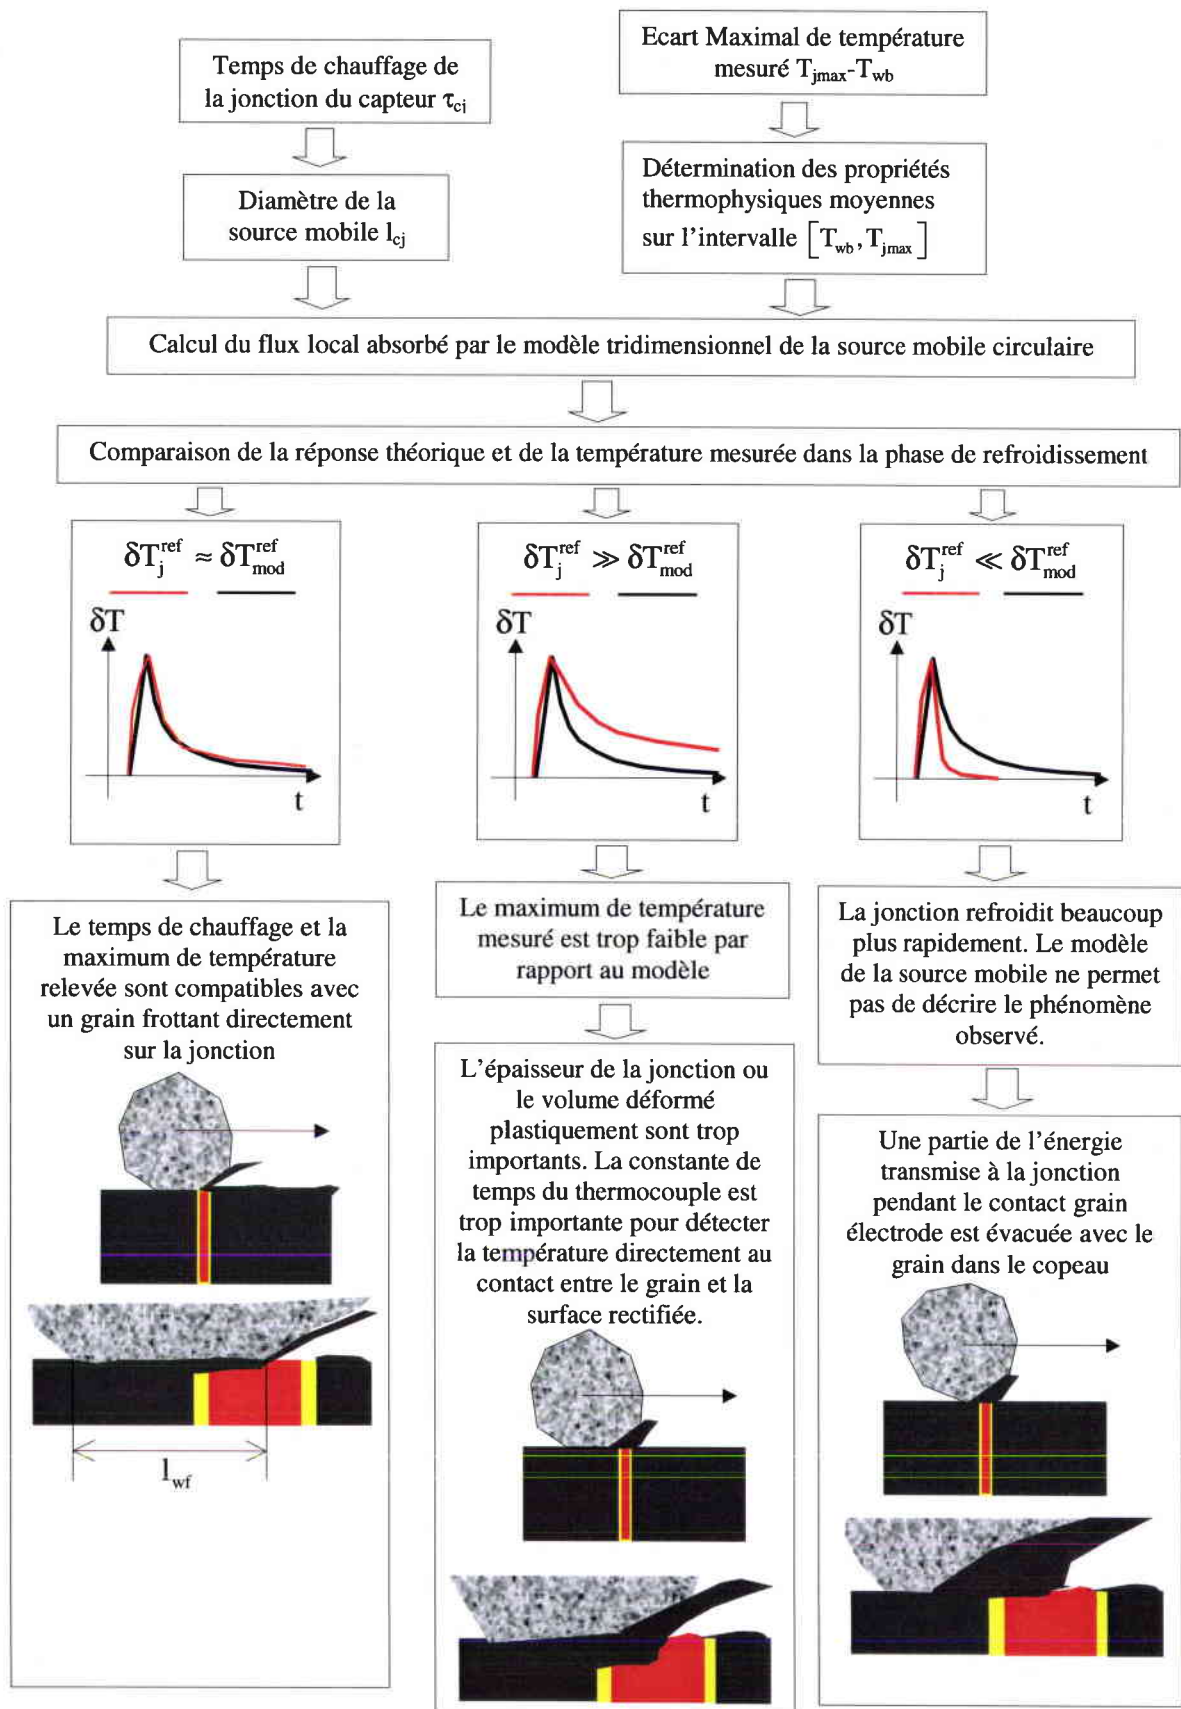 Temps de chauffage de
la jonction du capteur τcj
Ecart Maximal de température
mesuré Tjmax-Twb
Diamètre de la
source mobile lcj
Détermination des propriétés
thermophysiques moyennes
sur l'intervalle [Twb, Tjmax]
Calcul du flux local absorbé par le modèle tridimensionnel de la source mobile circulaire
Comparaison de la réponse théorique et de la température mesurée dans la phase de refroidissement
δTjref ≈ δTmodref
δT
t
δTjref ≫ δTmodref
δT
t
δTjref ≪ δTmodref
δT
t
Le temps de chauffage et la
maximum de température
relevée sont compatibles avec
un grain frottant directement
sur la jonction
lwf
Le maximum de température
mesuré est trop faible par
rapport au modèle
L'épaisseur de la jonction ou
le volume déformé
plastiquement sont trop
importants. La constante de
temps du thermocouple est
trop importante pour détecter
la température directement au
contact entre le grain et la
surface rectifiée.
La jonction refroidit beaucoup
plus rapidement. Le modèle
de la source mobile ne permet
pas de décrire le phénomène
observé.
Une partie de l'énergie
transmise à la jonction
pendant le contact grain
électrode est évacuée avec le
grain dans le copeau